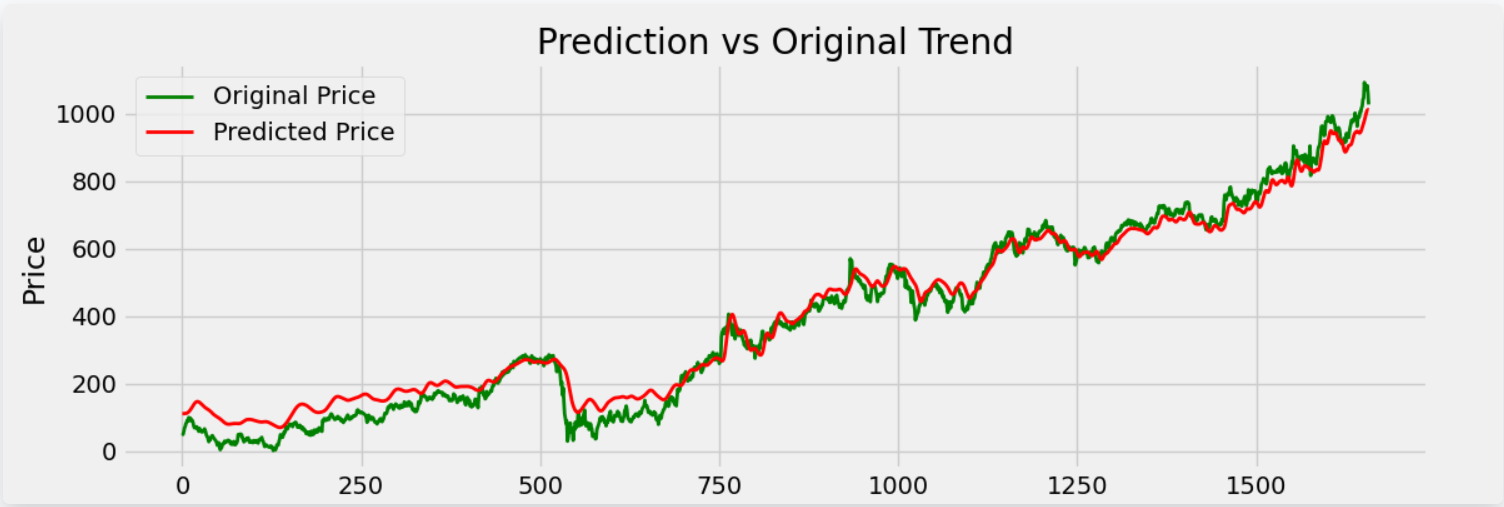 Prediction vs Original Trend
Original Price
Predicted Price
Price
1000
800
600
400
200
0
0 250 500 750 1000 1250 1500